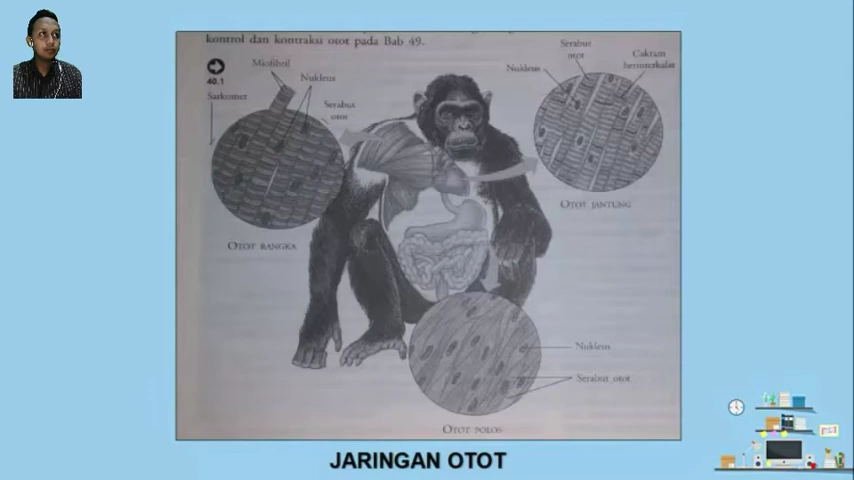 kontrol dan kontraksi otot pada Bab 49.
40.1
Miofibril
Nukleus
Sarkomer
Serabut
otot
OTOT RANGKA
Serabut
otot
Nukleus
Cakram
berinterkalar
OTOT JANTUNG
Nukleus
Serabut otot
OTOT POLOS
JARINGAN OTOT